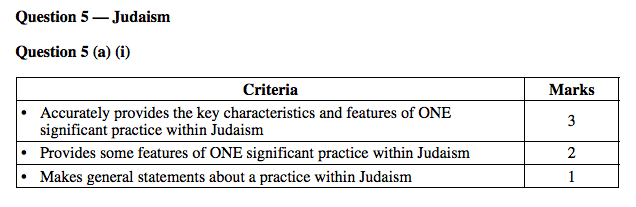 Question 5 — Judaism
Question 5 (a) (i)
Criteria Marks
• Accurately provides the key characteristics and features of ONE
significant practice within Judaism 3
• Provides some features of ONE significant practice within Judaism 2
• Makes general statements about a practice within Judaism 1